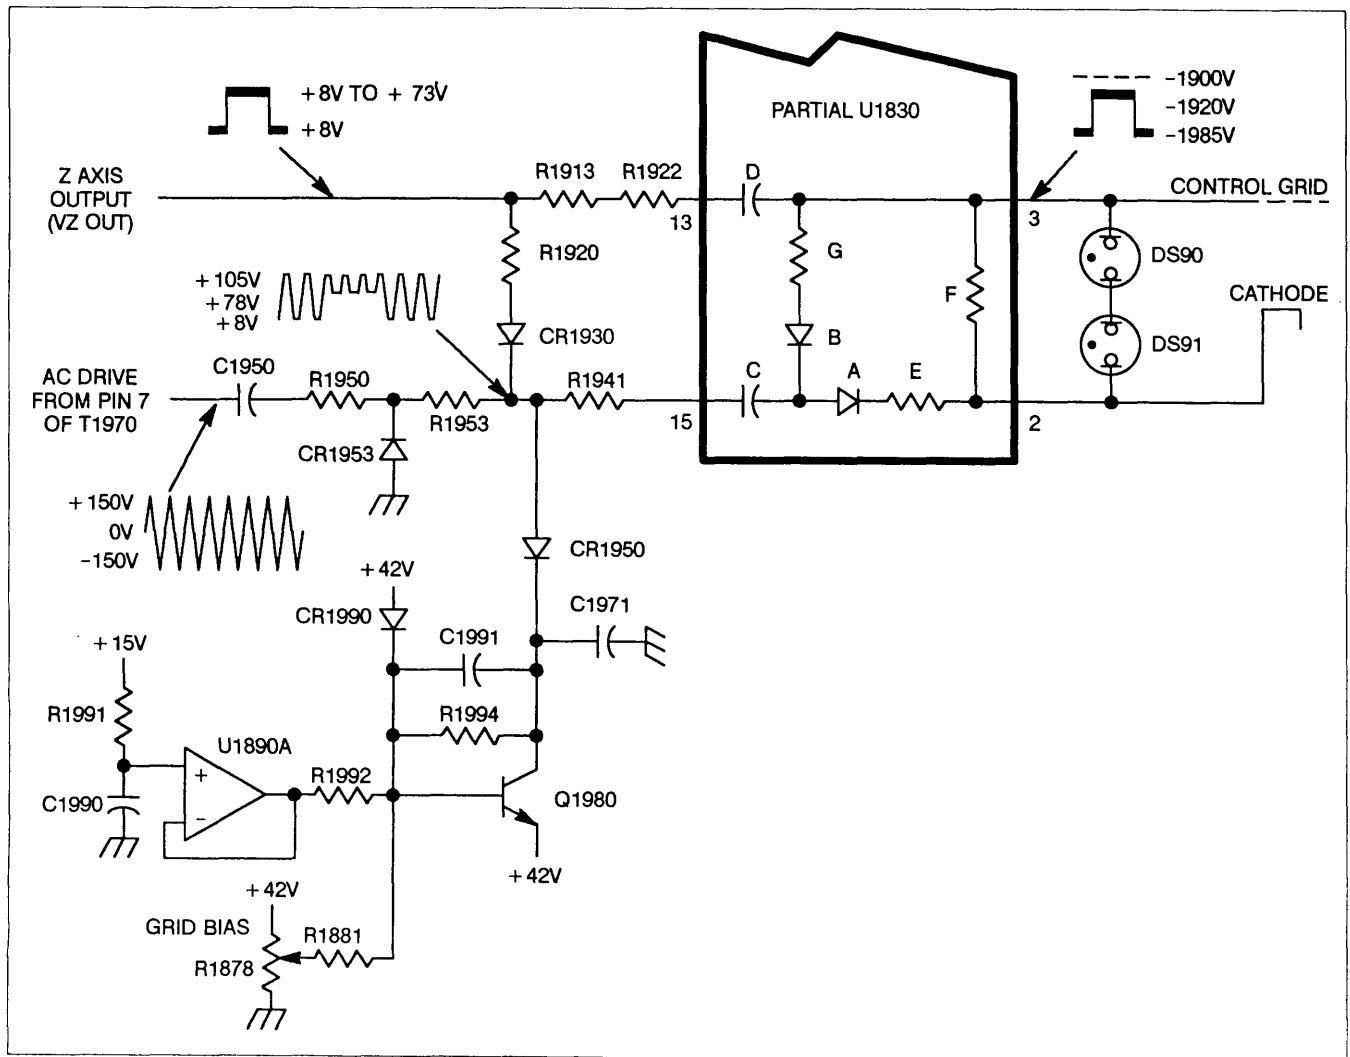 +8V TO + 73V
+8V
PARTIAL U1830
-1900V
-1920V
-1985V
Z AXIS
OUTPUT
(VZ OUT)
R1913
R1922
D
13
3
CONTROL GRID
R1920
G
F
DS90
+105V
+78V
+8V
CR1930
B
DS91
CATHODE
AC DRIVE
FROM PIN 7
OF T1970
C1950
R1950
R1953
R1941
15
C
A
E
2
CR1953
+150V
0V
-150V
CR1950
+42V
CR1990
C1991
C1971
+15V
R1991
R1994
U1890A
+
-
C1990
R1992
Q1980
+42V
+42V
GRID BIAS
R1878
R1881